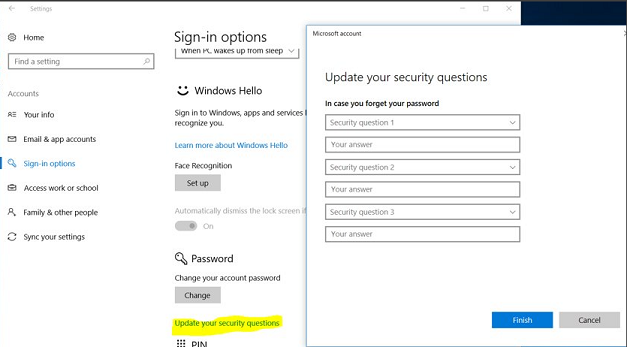 Settings
Home
Find a setting
Accounts
Your info
Email & app accounts
Sign-in options
Access work or school
Family & other people
Sync your settings
Sign-in options
When PC wakes up from sleep
Windows Hello
Sign in to Windows, apps and services
recognize you.
Learn more about Windows Hello
Face Recognition
Set up
Automatically dismiss the lock screen if
On
Password
Change your account password
Change
Update your security questions
PIN
Microsoft account
Update your security questions
In case you forget your password
Security question 1
Your answer
Security question 2
Your answer
Security question 3
Your answer
Finish
Cancel